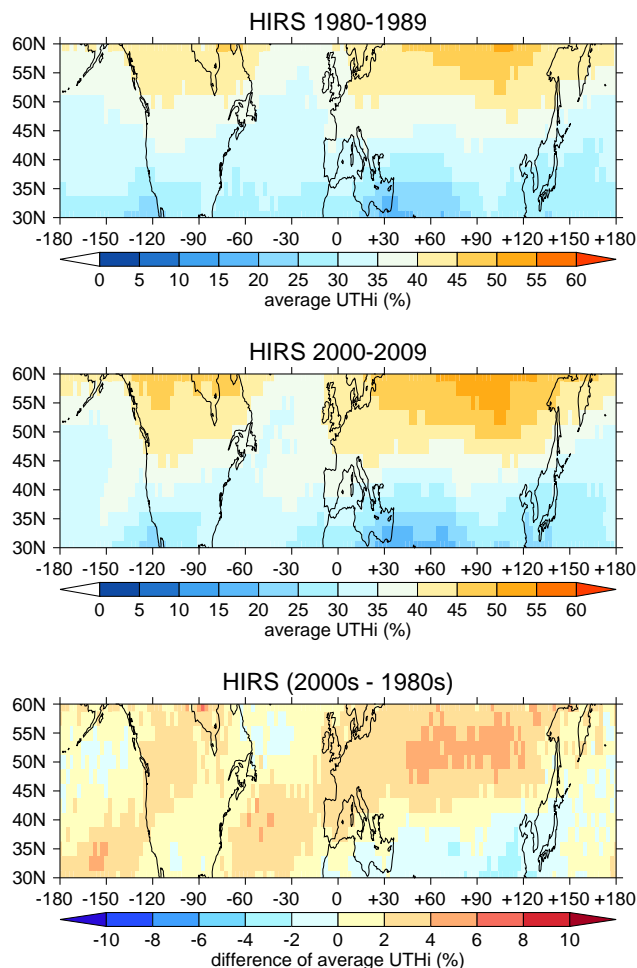 HIRS 1980-1989
60N
55N
50N
45N
40N
35N
30N
-180 -150 -120 -90 -60 -30 0 +30 +60 +90 +120 +150 +180
0 5 10 15 20 25 30 35 40 45 50 55 60
average UTHi (%)
HIRS 2000-2009
60N
55N
50N
45N
40N
35N
30N
-180 -150 -120 -90 -60 -30 0 +30 +60 +90 +120 +150 +180
0 5 10 15 20 25 30 35 40 45 50 55 60
average UTHi (%)
HIRS (2000s - 1980s)
60N
55N
50N
45N
40N
35N
30N
-180 -150 -120 -90 -60 -30 0 +30 +60 +90 +120 +150 +180
-10 -8 -6 -4 -2 0 2 4 6 8 10
difference of average UTHi (%)